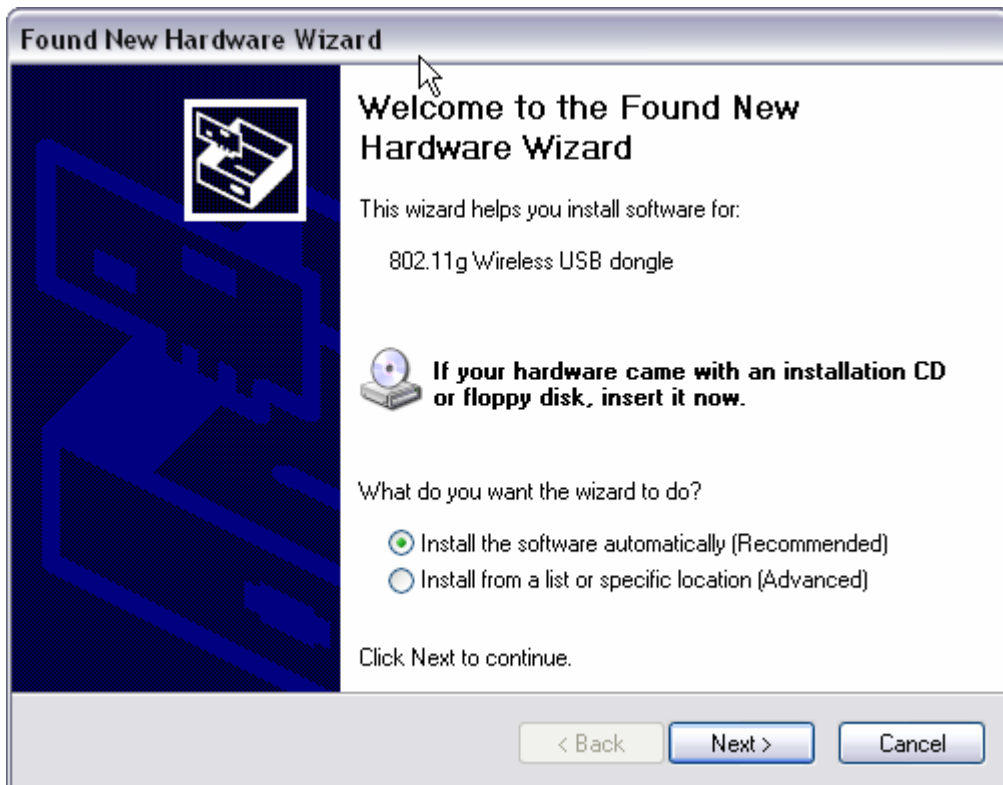 Found New Hardware Wizard
Welcome to the Found New
Hardware Wizard
This wizard helps you install software for:
802.11g Wireless USB dongle
If your hardware came with an installation CD
or floppy disk, insert it now.
What do you want the wizard to do?
Install the software automatically (Recommended)
Install from a list or specific location (Advanced)
Click Next to continue.
< Back
Next >
Cancel